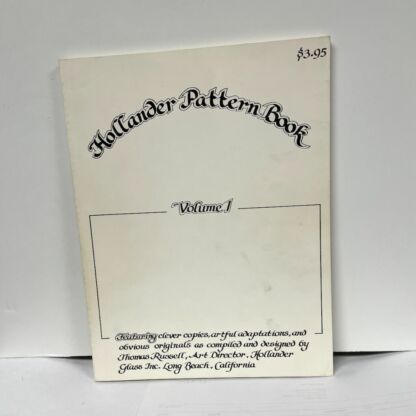 $3.95
Hollander Pattern Book
Volume 1
Featuring clever copies, artful adaptations, and
obvious originals as compiled and designed by
Thomas Russell, Art Director, Hollander
Glass Inc. Long Beach, California